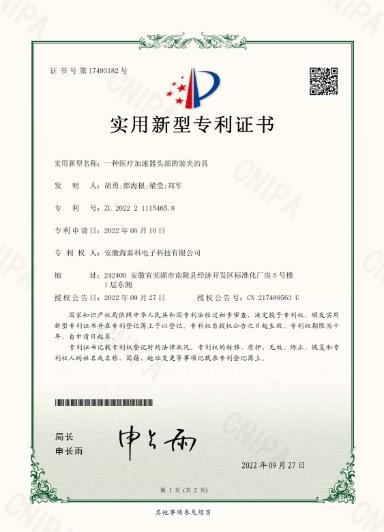 证书号第17493182号
实用新型专利证书
实用新型名称:一种医疗加速器头部的装夹治具
发 明 人:胡勇;邵海根;梁莹;郑军
专 利 号:ZL 2022 2 1115465.8
专利申请日:2022年05月10日
专 利 权 人:安徽海泰科电子科技有限公司
地 址:242400 安徽省芜湖市南陵县经济开发区标准化厂房5号楼
1层东侧
授权公告日:2022年09月27日 授权公告号:CN 217489563 U
国家知识产权局依照中华人民共和国专利法经过初步审查,决定授予专利权,颁发实用
新型专利证书并在专利登记簿上予以登记。专利权自授权公告之日起生效。专利权期限为十
年,自申请日起算。
专利证书记载专利权登记时的法律状况。专利权的转移、质押、无效、终止、恢复和专
利权人的姓名或名称、国籍、地址变更等事项记载在专利登记簿上。
局长
申长雨
申长雨
2022年09月27日
第 1 页 (共 2 页)
其他事项参见续页
CNIPA